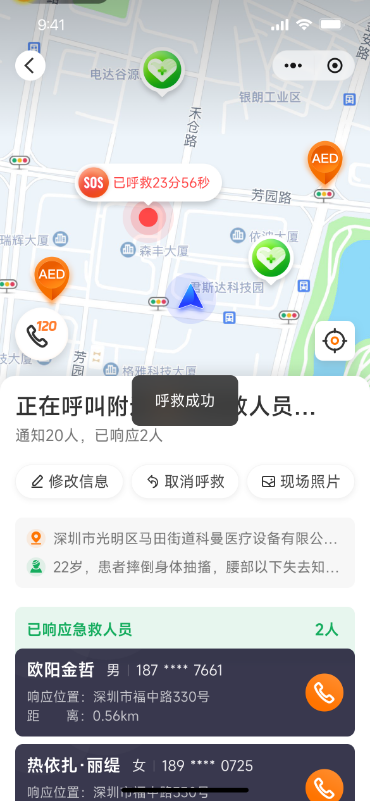 9:41
电达谷源
银朗工业区
禾仓路
AED
SOS 已呼救23分56秒
芳园路
瑞辉大厦
森丰大厦
依波大厦
AED
君斯达科技园
120
芳园
格雅科技大厦
呼救成功
正在呼叫附 救人员...
通知20人，已响应2人
修改信息
取消呼救
现场照片
深圳市光明区马田街道科曼医疗设备有限公...
22岁，患者摔倒身体抽搐，腰部以下失去知...
已响应急救人员 2人
欧阳金哲 男 187 **** 7661
响应位置：深圳市福中路330号
距 离：0.56km
热依扎·丽缇 女 189 **** 0725
响应位置：深圳市福中路330号